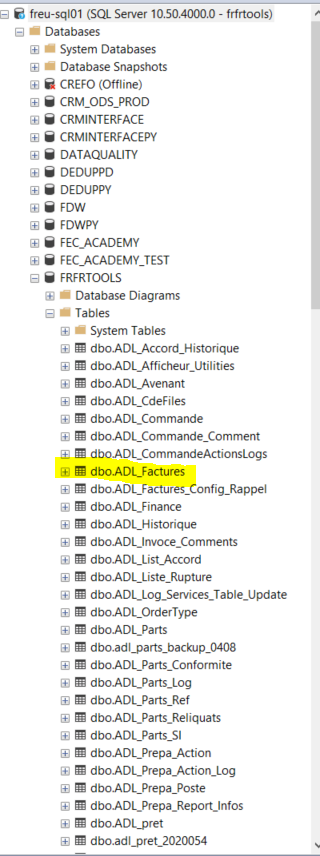 freu-sql01 (SQL Server 10.50.4000.0 - frfrtools)
Databases
System Databases
Database Snapshots
CREFO (Offline)
CRM_ODS_PROD
CRMINTERFACE
CRMINTERFACEPY
DATAQUALITY
DEDUPPD
DEDUPPY
FDW
FDWPY
FEC_ACADEMY
FEC_ACADEMY_TEST
FRFRTOOLS
Database Diagrams
Tables
System Tables
dbo.ADL_Accord_Historique
dbo.ADL_Afficheur_Utilities
dbo.ADL_Avenant
dbo.ADL_CdeFiles
dbo.ADL_Commande
dbo.ADL_Commande_Comment
dbo.ADL_CommandeActionsLogs
dbo.ADL_Factures
dbo.ADL_Factures_Config_Rappel
dbo.ADL_Finance
dbo.ADL_Historique
dbo.ADL_Invoce_Comments
dbo.ADL_List_Accord
dbo.ADL_Liste_Rupture
dbo.ADL_Log_Services_Table_Update
dbo.ADL_OrderType
dbo.ADL_Parts
dbo.adl_parts_backup_0408
dbo.ADL_Parts_Conformite
dbo.ADL_Parts_Log
dbo.ADL_Parts_Ref
dbo.ADL_Parts_Reliquats
dbo.ADL_Parts_SI
dbo.ADL_Prepa_Action
dbo.ADL_Prepa_Action_Log
dbo.ADL_Prepa_Poste
dbo.ADL_Prepa_Report_Infos
dbo.ADL_pret
dbo.adl_pret_2020054